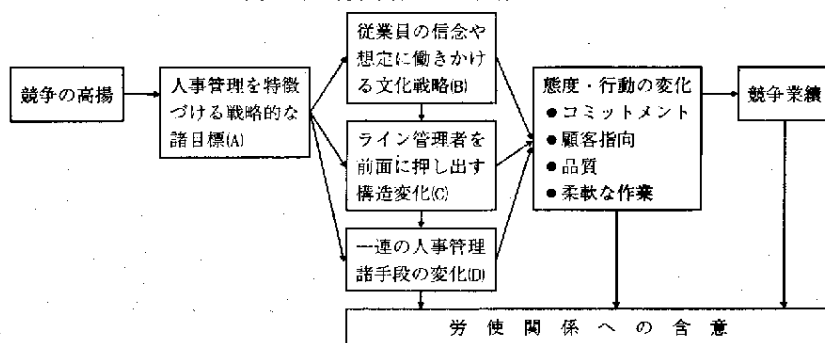 競争の高揚
人事管理を特徴
づける戦略的な
諸目標(A)
従業員の信念や
想定に働きかけ
る文化戦略(B)
ライン管理者を
前面に押し出す
構造変化(C)
一連の人事管理
諸手段の変化(D)
態度・行動の変化
●コミットメント
●顧客指向
●品質
●柔軟な作業
競争業績
労使関係への含意